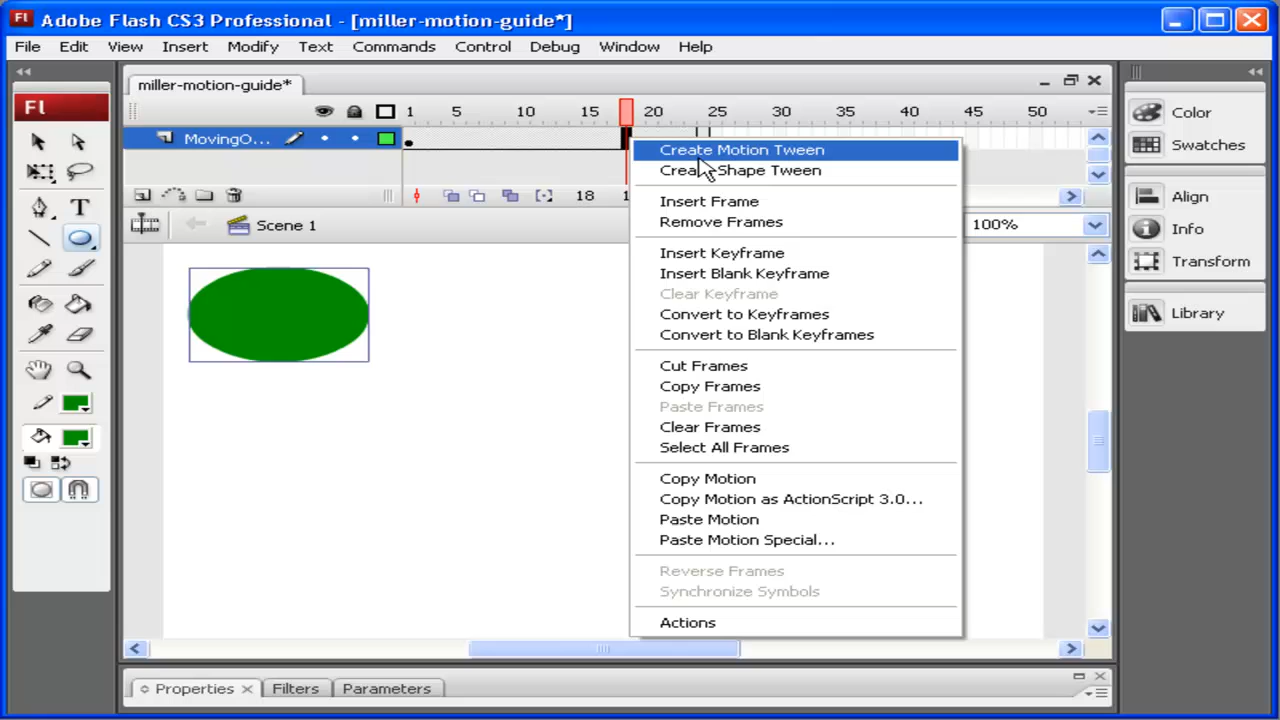 Fl Adobe Flash CS3 Professional - [miller-motion-guide*]
File Edit View Insert Modify Text Commands Control Debug Window Help
Fl
miller-motion-guide*
1 5 10 15 20 25 30 35 40 45 50
MovingO...
18
Scene 1
100%
T
Create Motion Tween
Create Shape Tween
Insert Frame
Remove Frames
Insert Keyframe
Insert Blank Keyframe
Clear Keyframe
Convert to Keyframes
Convert to Blank Keyframes
Cut Frames
Copy Frames
Paste Frames
Clear Frames
Select All Frames
Copy Motion
Copy Motion as ActionScript 3.0...
Paste Motion
Paste Motion Special...
Reverse Frames
Synchronize Symbols
Actions
Color
Swatches
Align
Info
Transform
Library
Properties Filters Parameters